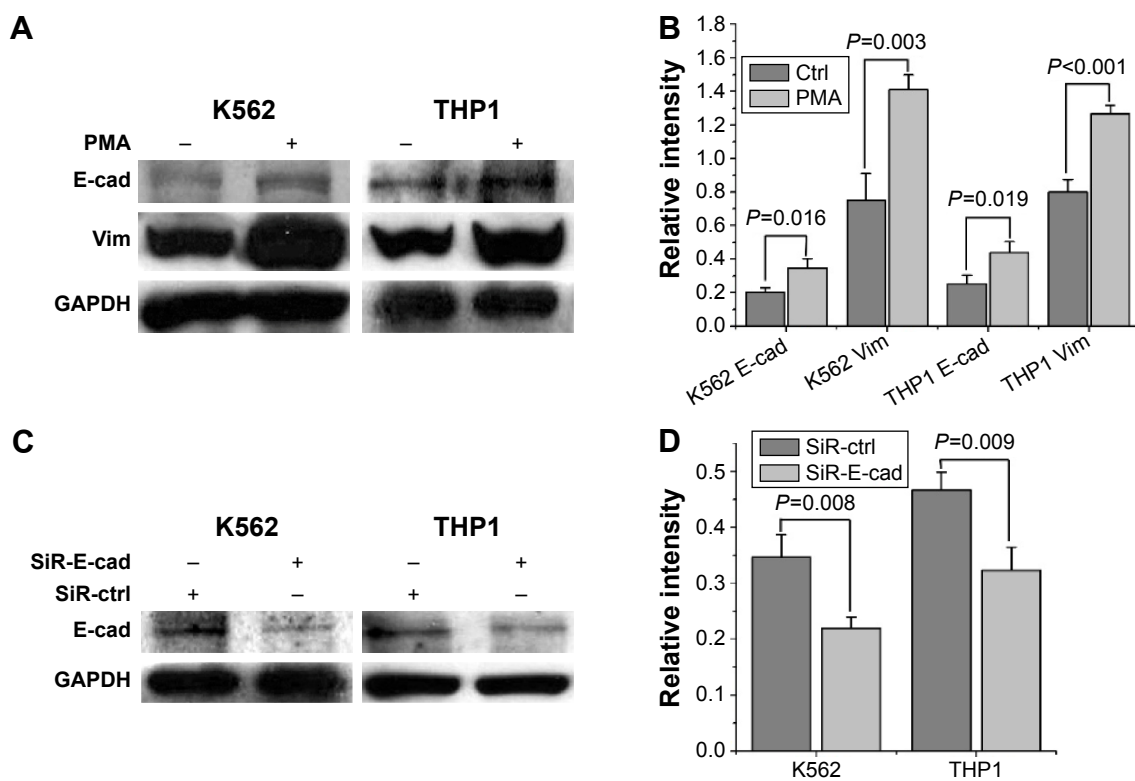 A
K562 THP1
PMA – + – +
E-cad
Vim
GAPDH
B
Relative intensity
1.8
1.6
1.4
1.2
1.0
0.8
0.6
0.4
0.2
0.0
Ctrl
PMA
P=0.016
P=0.003
P=0.019
P<0.001
K562 E-cad
K562 Vim
THP1 E-cad
THP1 Vim
C
K562 THP1
SiR-E-cad – + – +
SiR-ctrl + – + –
E-cad
GAPDH
D
Relative intensity
0.5
0.4
0.3
0.2
0.1
0.0
SiR-ctrl
SiR-E-cad
P=0.008
P=0.009
K562 THP1